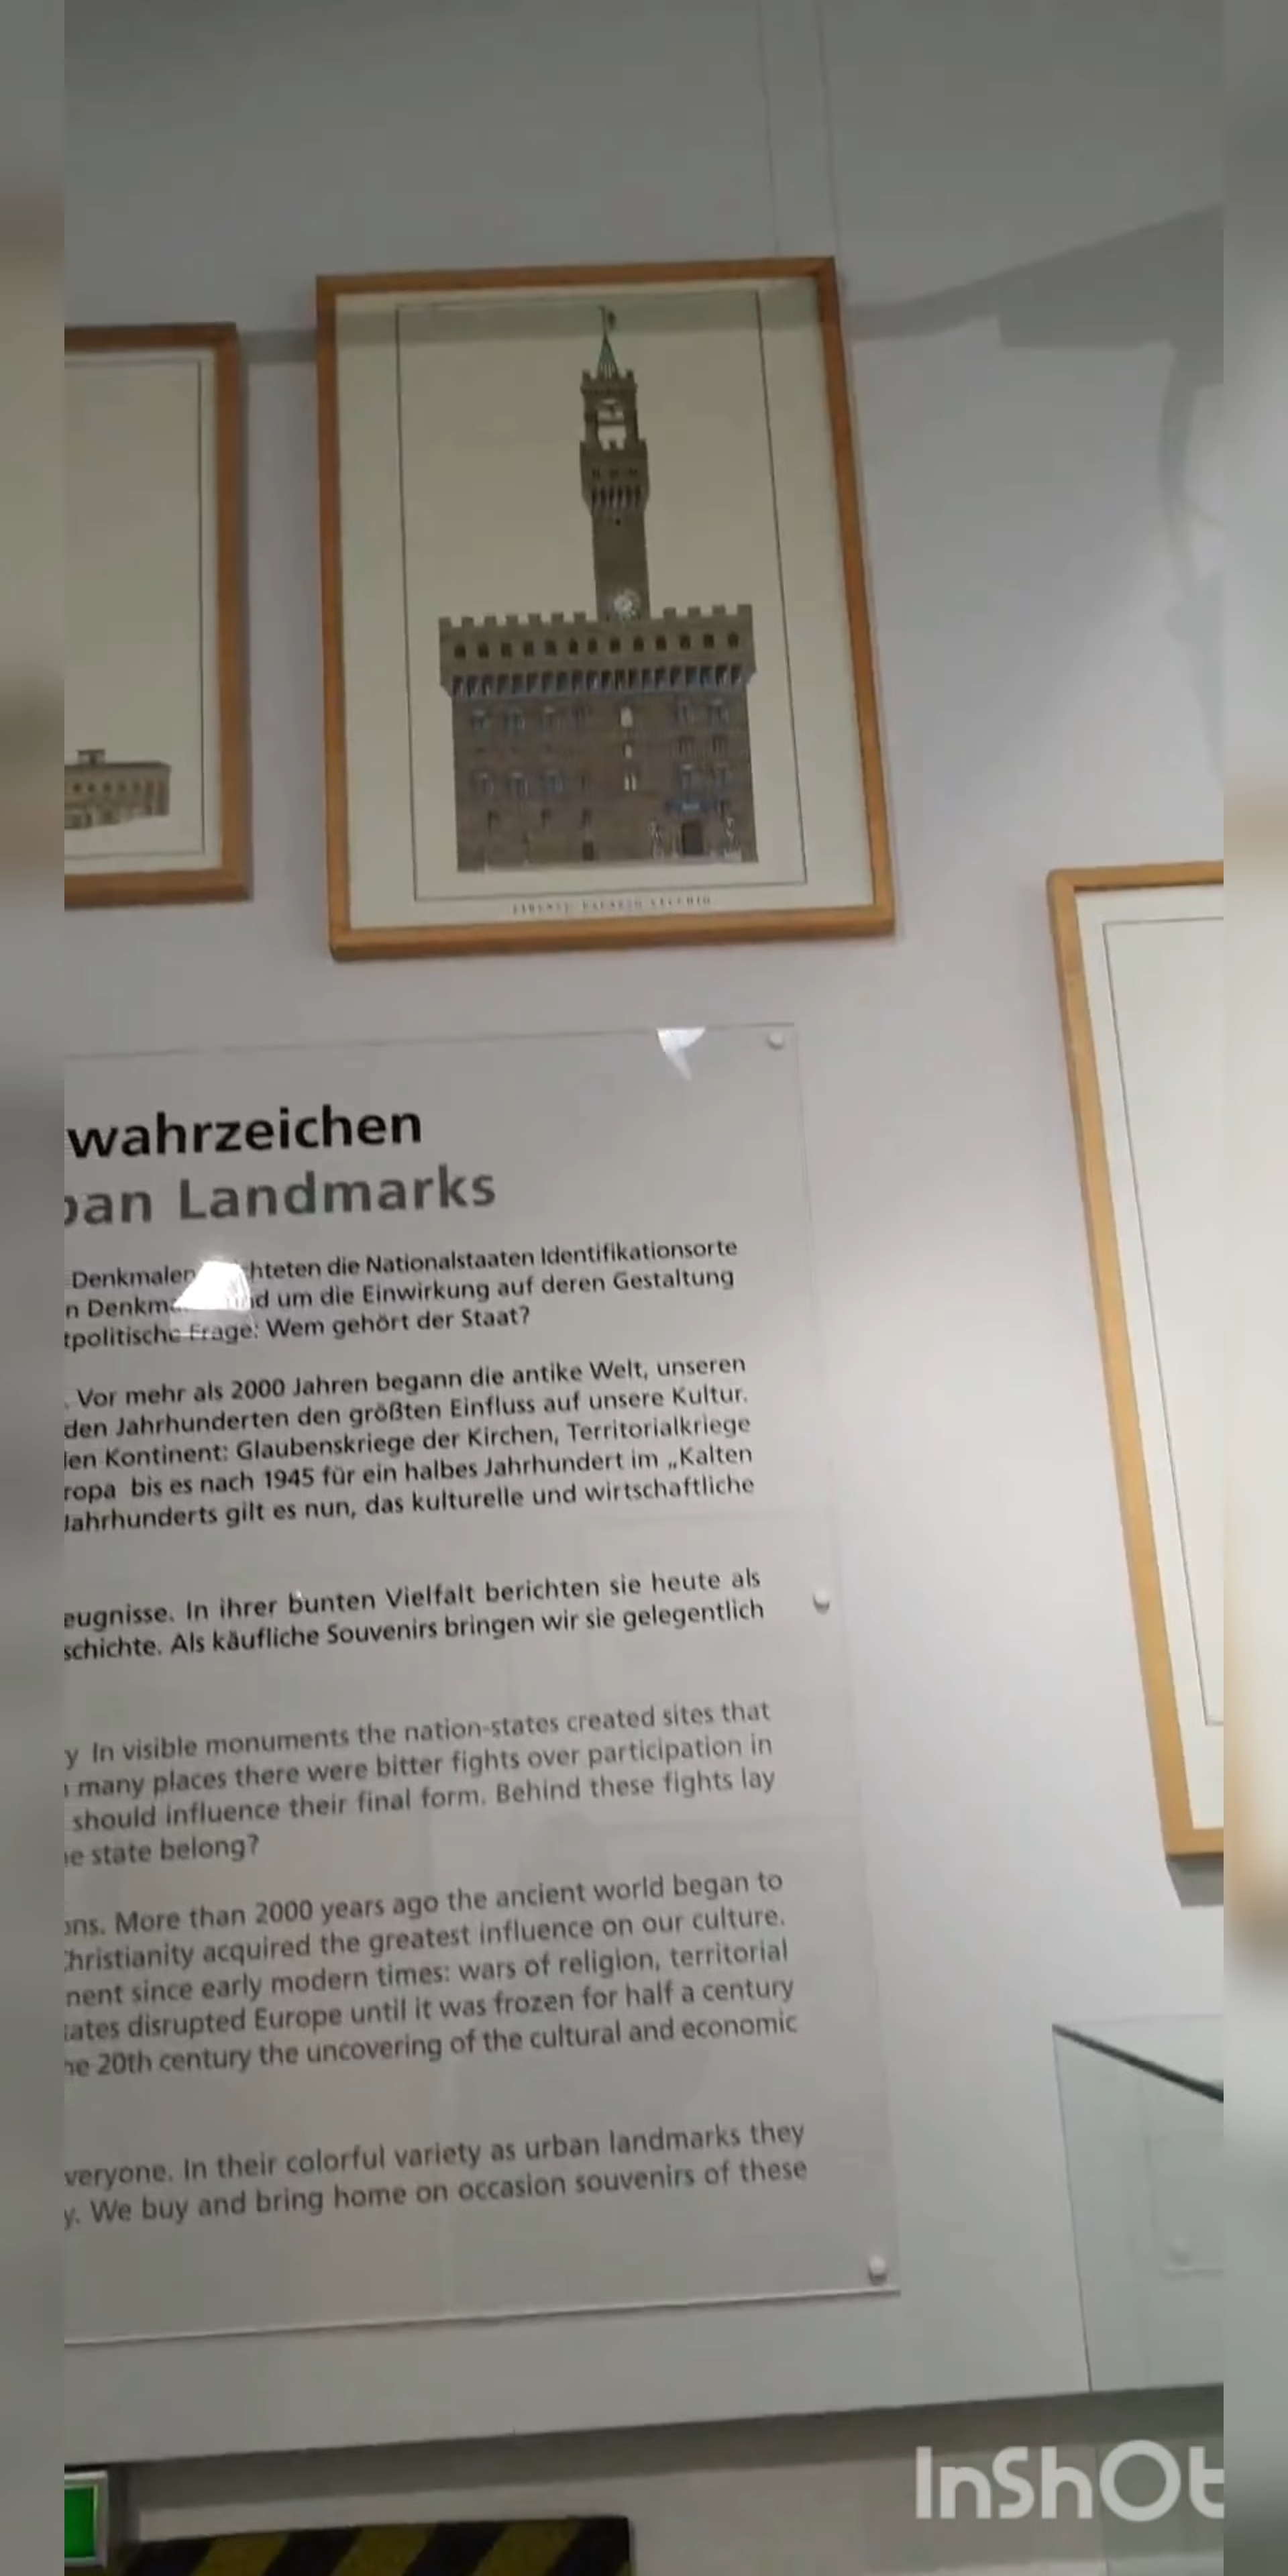 PALAZZO VECCHIO
wahrzeichen
ban Landmarks
Denkmalen hteten die Nationalstaaten Identifikationsorte
n Denkma nd um die Einwirkung auf deren Gestaltung
tpolitische Frage: Wem gehört der Staat?
. Vor mehr als 2000 Jahren begann die antike Welt, unseren
den Jahrhunderten den größten Einfluss auf unsere Kultur.
en Kontinent: Glaubenskriege der Kirchen, Territorialkriege
ropa bis es nach 1945 für ein halbes Jahrhundert im „Kalten
Jahrhunderts gilt es nun, das kulturelle und wirtschaftliche
eugnisse. In ihrer bunten Vielfalt berichten sie heute als
schichte. Als käufliche Souvenirs bringen wir sie gelegentlich
y In visible monuments the nation-states created sites that
many places there were bitter fights over participation in
should influence their final form. Behind these fights lay
e state belong?
ons. More than 2000 years ago the ancient world began to
Christianity acquired the greatest influence on our culture.
nent since early modern times: wars of religion, territorial
tates disrupted Europe until it was frozen for half a century
he 20th century the uncovering of the cultural and economic
veryone. In their colorful variety as urban landmarks they
y. We buy and bring home on occasion souvenirs of these
InShOt